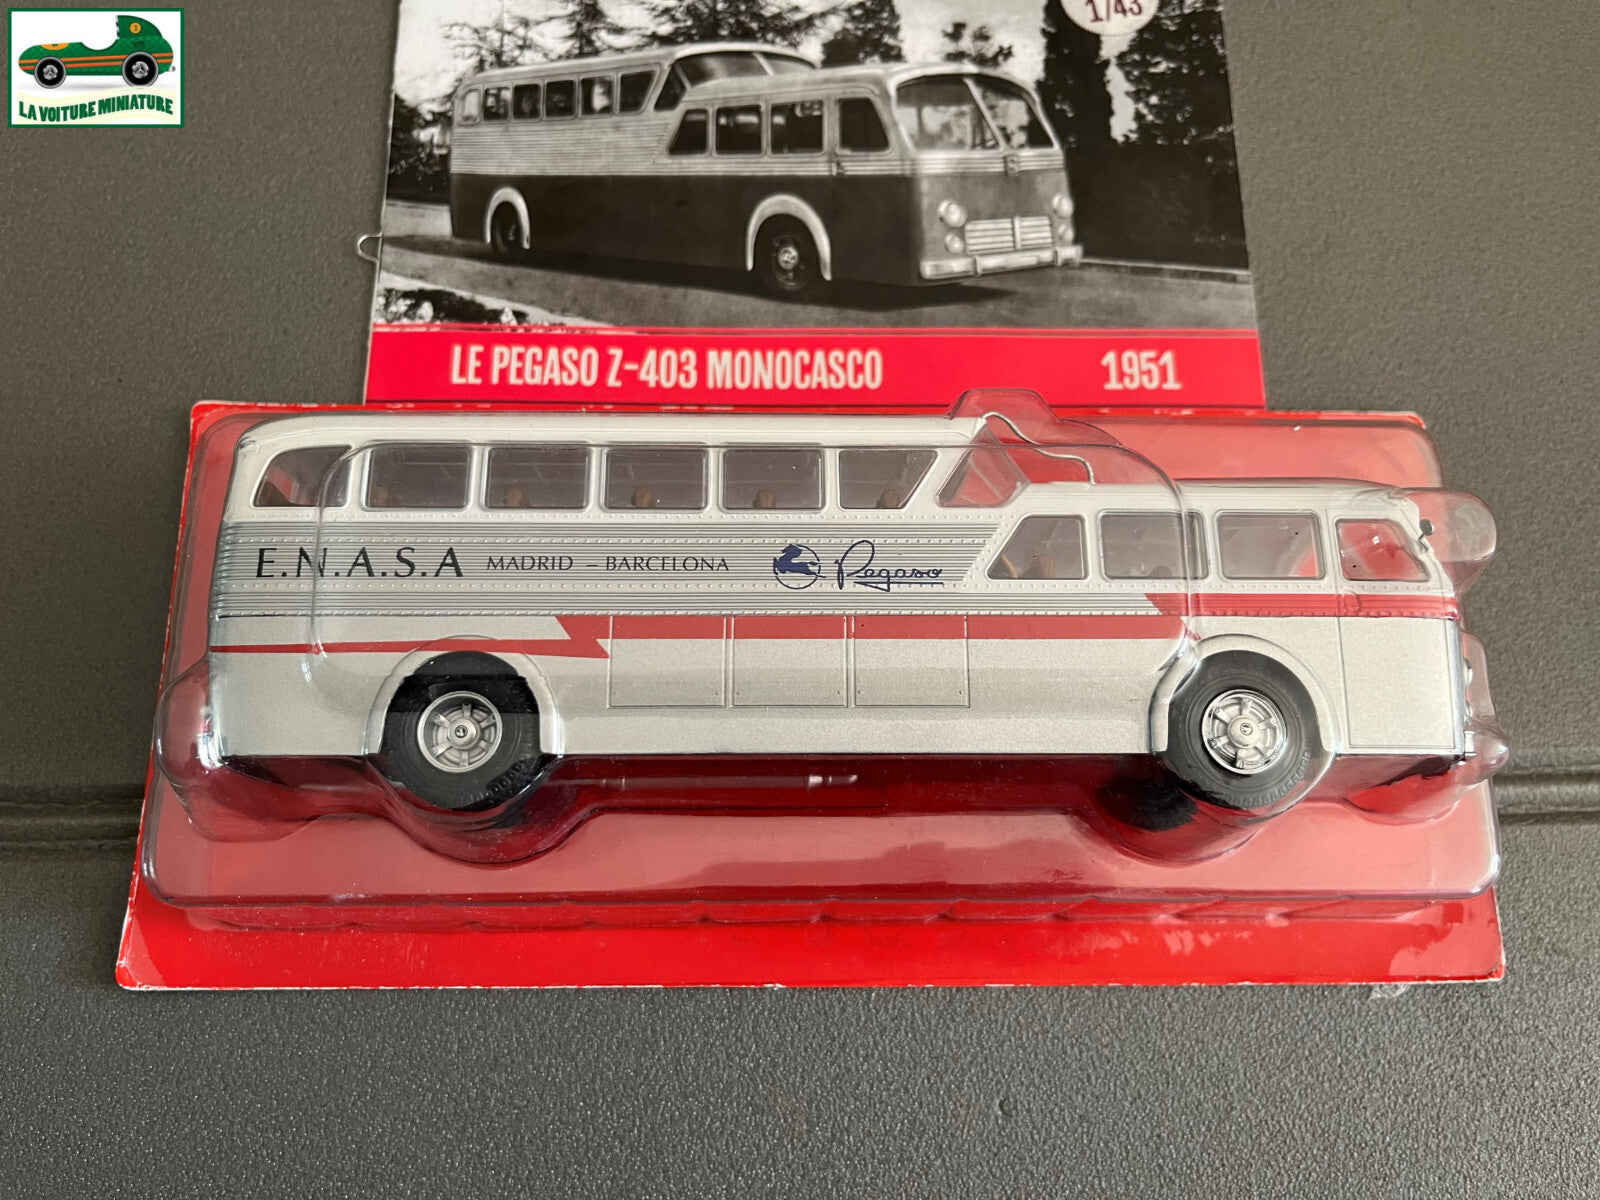 LA VOITURE MINIATURE
1/43
LE PEGASO Z-403 MONOCASCO 1951
E.N.A.S.A MADRID – BARCELONA Pegaso